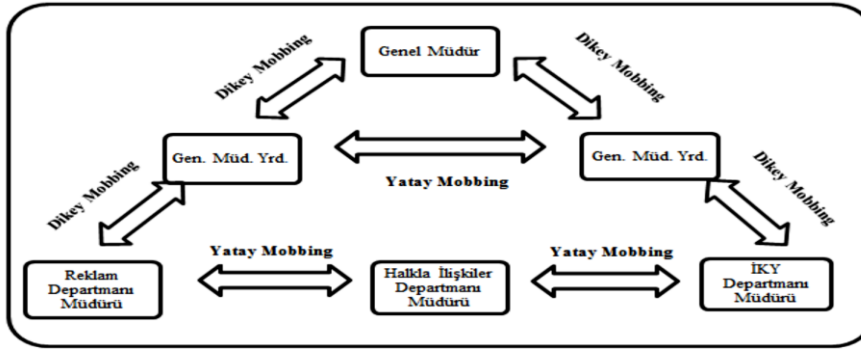 Genel Müdür
Dikey Mobbing
Dikey Mobbing
Gen. Müd. Yrd.
Gen. Müd. Yrd.
Yatay Mobbing
Dikey Mobbing
Dikey Mobbing
Yatay Mobbing
Yatay Mobbing
Reklam
Departmanı
Müdürü
Halkla İlişkiler
Departmanı
Müdürü
İKY
Departmanı
Müdürü